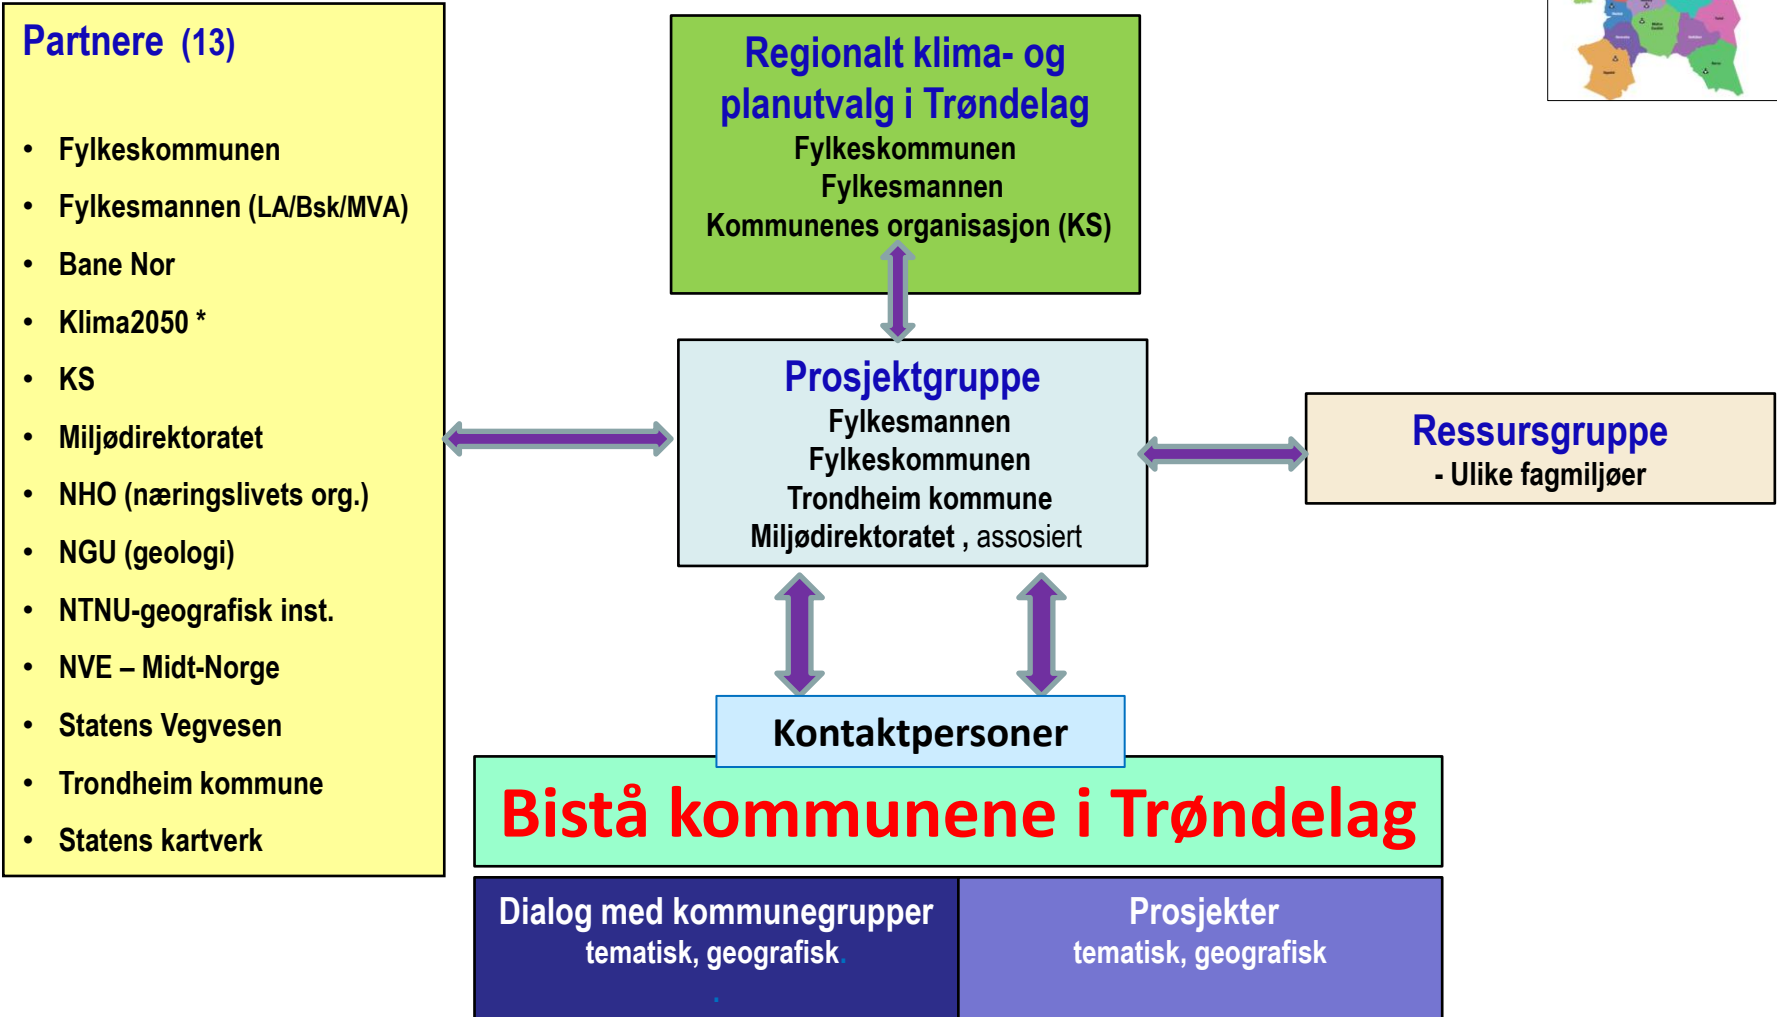 Partnere (13)
• Fylkeskommunen
• Fylkesmannen (LA/Bsk/MVA)
• Bane Nor
• Klima2050 *
• KS
• Miljødirektoratet
• NHO (næringslivets org.)
• NGU (geologi)
• NTNU-geografisk inst.
• NVE – Midt-Norge
• Statens Vegvesen
• Trondheim kommune
• Statens kartverk
Regionalt klima- og
planutvalg i Trøndelag
Fylkeskommunen
Fylkesmannen
Kommunenes organisasjon (KS)
Prosjektgruppe
Fylkesmannen
Fylkeskommunen
Trondheim kommune
Miljødirektoratet , assosiert
Ressursgruppe
- Ulike fagmiljøer
Kontaktpersoner
Bistå kommunene i Trøndelag
Dialog med kommunegrupper
tematisk, geografisk.
.
Prosjekter
tematisk, geografisk